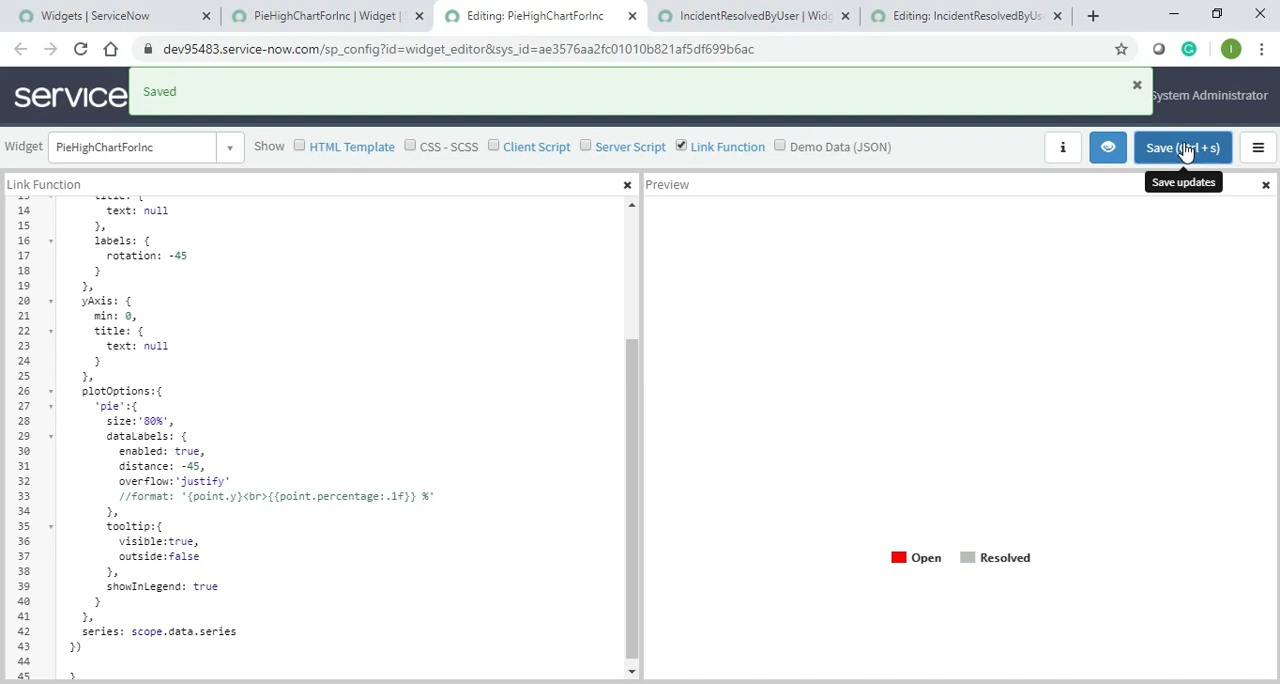 Widgets | ServiceNow
PieHighChartForInc | Widget |
Editing: PieHighChartForInc
IncidentResolvedByUser | Widg
Editing: IncidentResolvedByUs
dev95483.service-now.com/sp_config?id=widget_editor&sys_id=ae3576aa2fc01010b821af5df699b6ac
I
service
Saved
System Administrator
Widget PieHighChartForInc Show HTML Template CSS - SCSS Client Script Server Script Link Function Demo Data (JSON) i Save (Ctrl + s)
Save updates
Link Function
Preview
13 title: {
14 text: null
15 },
16 labels: {
17 rotation: -45
18 }
19 },
20 yAxis: {
21 min: 0,
22 title: {
23 text: null
24 }
25 },
26 plotOptions:{
27 'pie':{
28 size:'80%',
29 dataLabels: {
30 enabled: true,
31 distance: -45,
32 overflow:'justify'
33 //format: '{point.y}<br>{{point.percentage:.1f}} %'
34 },
35 tooltip:{
36 visible:true,
37 outside:false
38 },
39 showInLegend: true
40 }
41 },
42 series: scope.data.series
43 })
44
45 }
Open Resolved